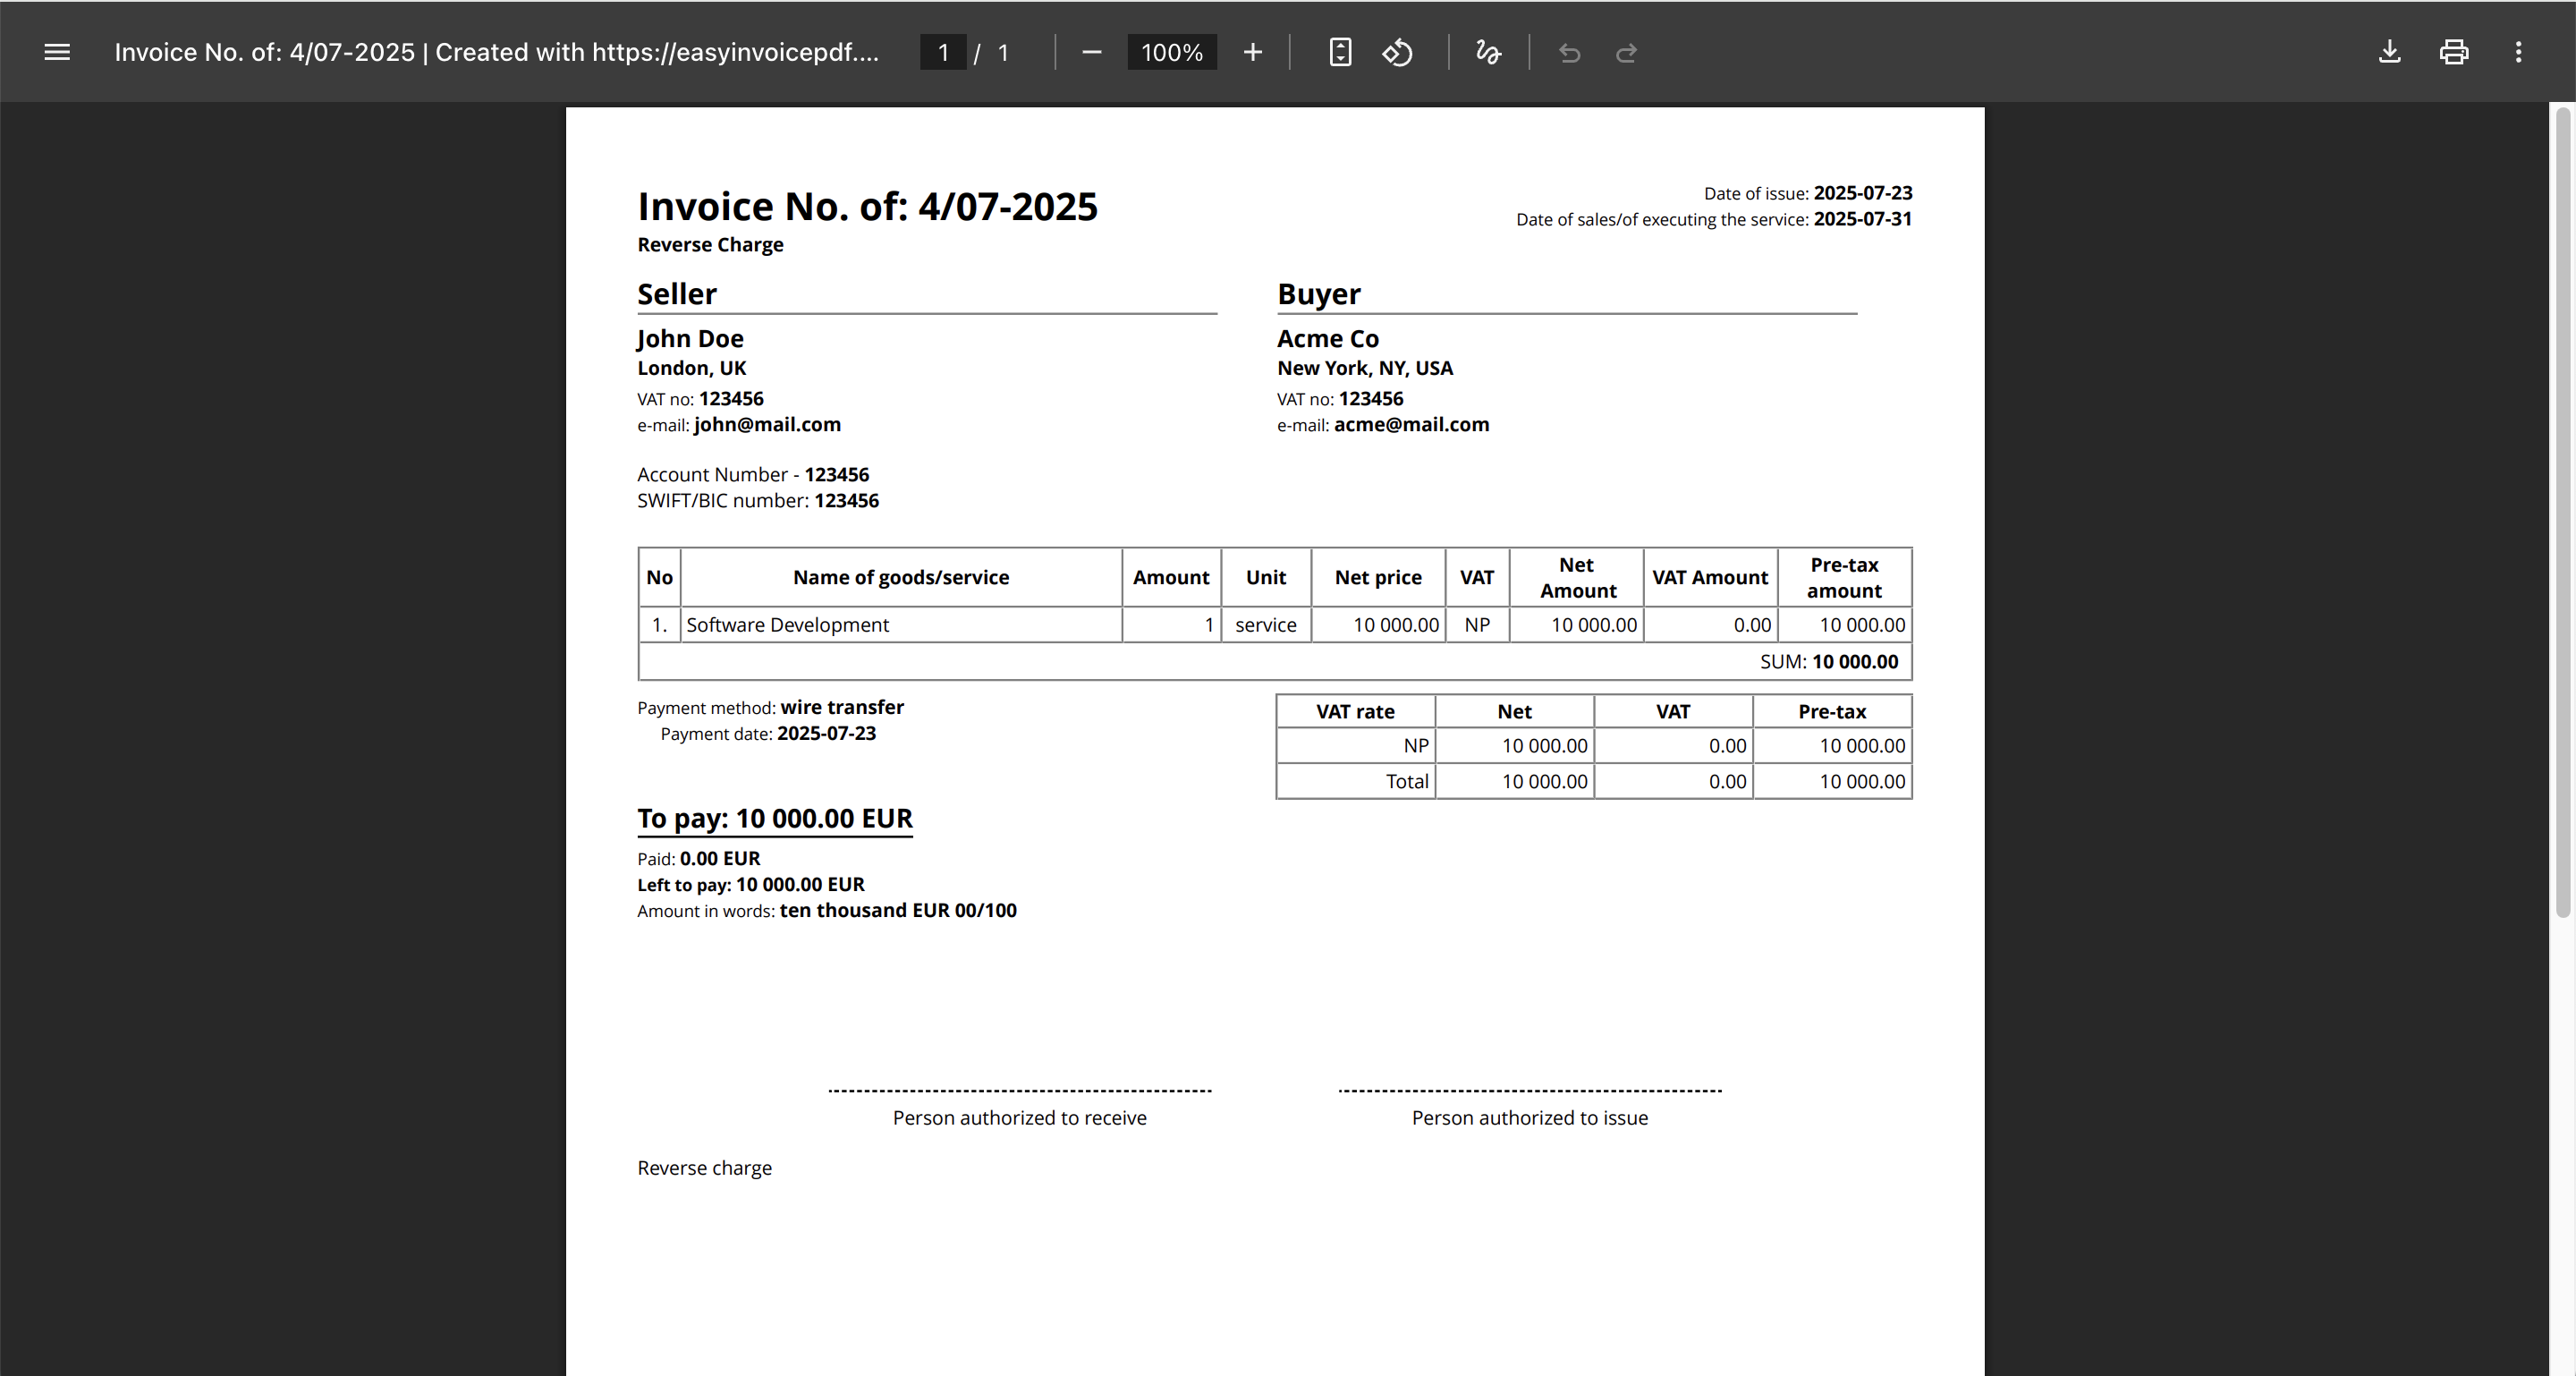 Invoice No. of: 4/07-2025 | Created with https://easyinvoicepdf.... 1 / 1 100%
Invoice No. of: 4/07-2025
Reverse Charge
Date of issue: 2025-07-23
Date of sales/of executing the service: 2025-07-31
Seller
John Doe
London, UK
VAT no: 123456
e-mail: john@mail.com
Account Number - 123456
SWIFT/BIC number: 123456
Buyer
Acme Co
New York, NY, USA
VAT no: 123456
e-mail: acme@mail.com
No Name of goods/service Amount Unit Net price VAT Net Amount VAT Amount Pre-tax amount
1. Software Development 1 service 10 000.00 NP 10 000.00 0.00 10 000.00
SUM: 10 000.00
Payment method: wire transfer
Payment date: 2025-07-23
VAT rate Net VAT Pre-tax
NP 10 000.00 0.00 10 000.00
Total 10 000.00 0.00 10 000.00
To pay: 10 000.00 EUR
Paid: 0.00 EUR
Left to pay: 10 000.00 EUR
Amount in words: ten thousand EUR 00/100
Person authorized to receive
Person authorized to issue
Reverse charge